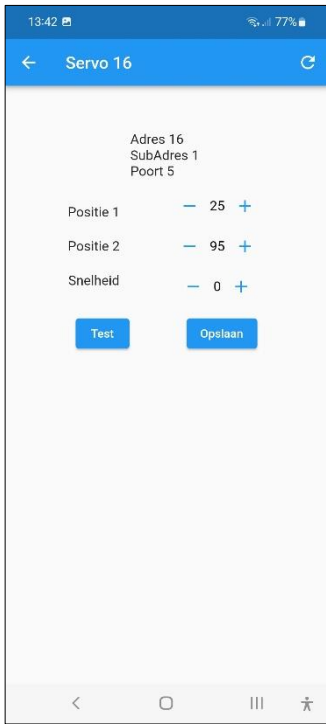 13:42 77%
Servo 16
Adres 16
SubAdres 1
Poort 5
Positie 1 − 25 +
Positie 2 − 95 +
Snelheid − 0 +
Test Opslaan